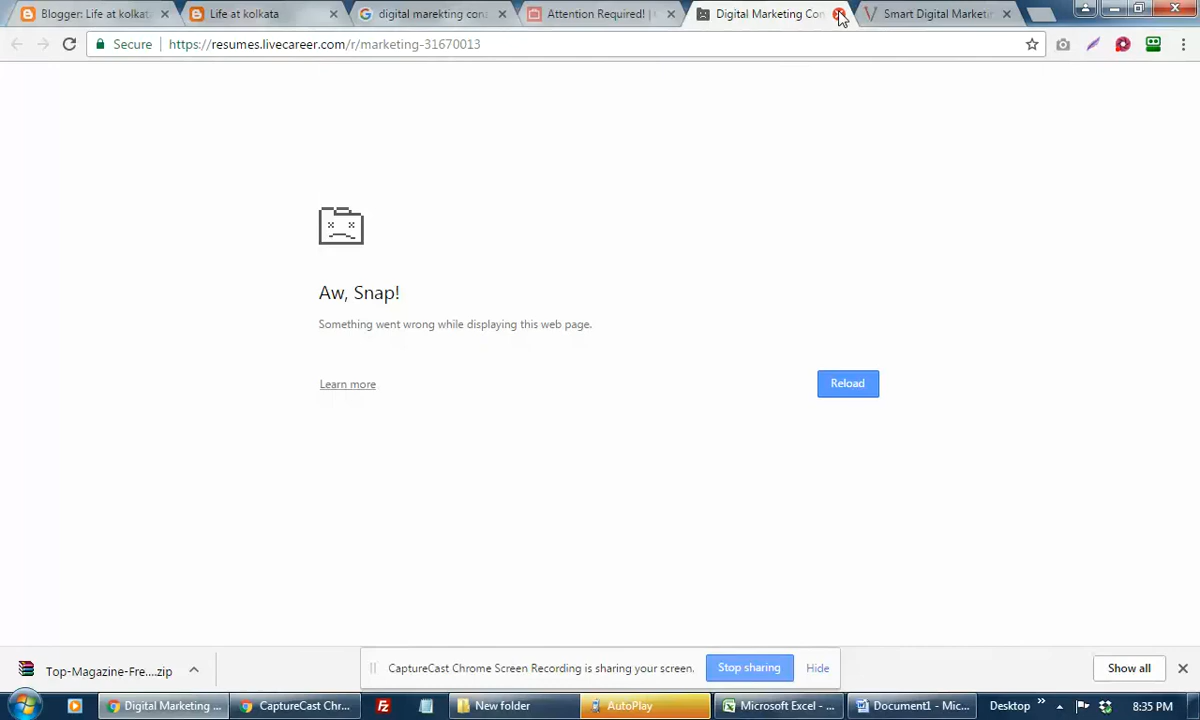 Blogger: Life at kolkata
Life at kolkata
digital marekting con
Attention Required! |
Digital Marketing Con
Smart Digital Marketin
Secure
https://resumes.livecareer.com/r/marketing-31670013
Aw, Snap!
Something went wrong while displaying this web page.
Learn more
Reload
Top-Magazine-Fre....zip
CaptureCast Chrome Screen Recording is sharing your screen.
Stop sharing
Hide
Show all
Digital Marketing ...
CaptureCast Chr...
New folder
AutoPlay
Microsoft Excel - ...
Document1 - Mic...
Desktop
8:35 PM